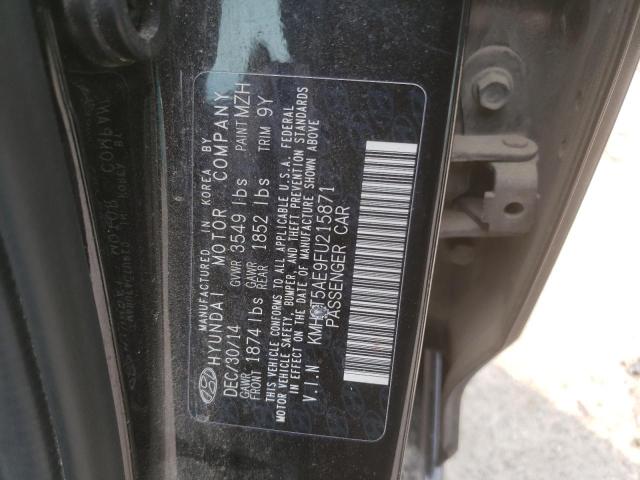 MANUFACTURED IN KOREA BY
HYUNDAI MOTOR COMPANY
DEC/30/14 GVWR 3549 lbs PAINT MZH
GAWR FRONT 1874 lbs GAWR REAR 1852 lbs TRIM 9Y
THIS VEHICLE CONFORMS TO ALL APPLICABLE U.S.A. FEDERAL
MOTOR VEHICLE SAFETY, BUMPER, AND THEFT PREVENTION STANDARDS
IN EFFECT ON THE DATE OF MANUFACTURE SHOWN ABOVE
V.I.N
PASSENGER CAR